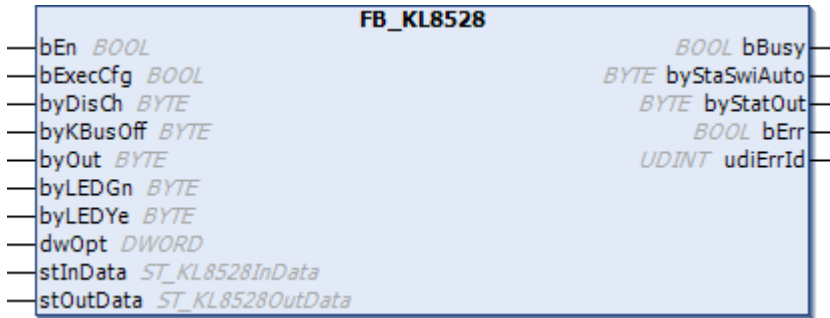 FB_KL8528
bEn BOOL BOOL bBusy
bExecCfg BOOL BYTE byStaSwiAuto
byDisCh BYTE BYTE byStatOut
byKBusOff BYTE BOOL bErr
byOut BYTE UDINT udiErrId
byLEDGn BYTE
byLEDYe BYTE
dwOpt DWORD
stInData ST_KL8528InData
stOutData ST_KL8528OutData